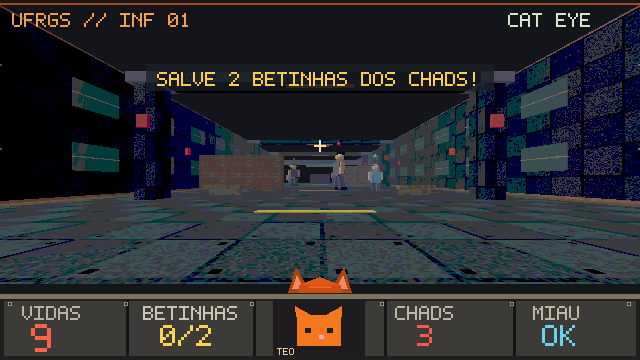 UFRGS // INF 01
CAT EYE
SALVE 2 BETINHAS DOS CHADS!
VIDAS
9
BETINHAS
0/2
TEO
CHADS
3
MIAU
OK